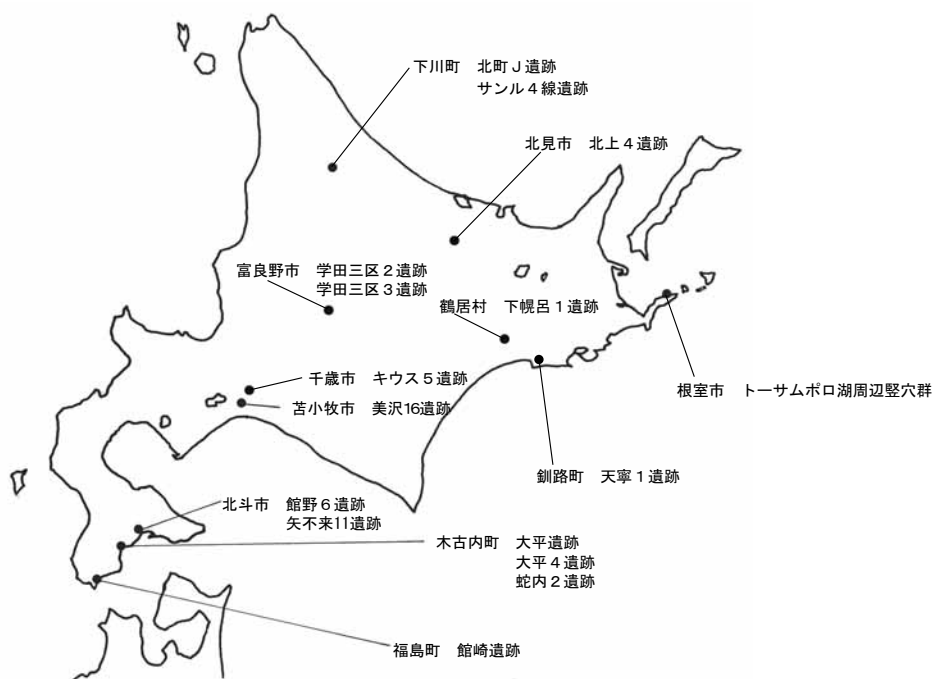 下川町　北町J遺跡
サンル4線遺跡
北見市　北上4遺跡
富良野市　学田三区2遺跡
学田三区3遺跡
鶴居村　下幌呂1遺跡
千歳市　キウス5遺跡
苫小牧市　美沢16遺跡
根室市　トーサムポロ湖周辺竪穴群
釧路町　天寧1遺跡
北斗市　館野6遺跡
矢不来11遺跡
木古内町　大平遺跡
大平4遺跡
蛇内2遺跡
福島町　館崎遺跡